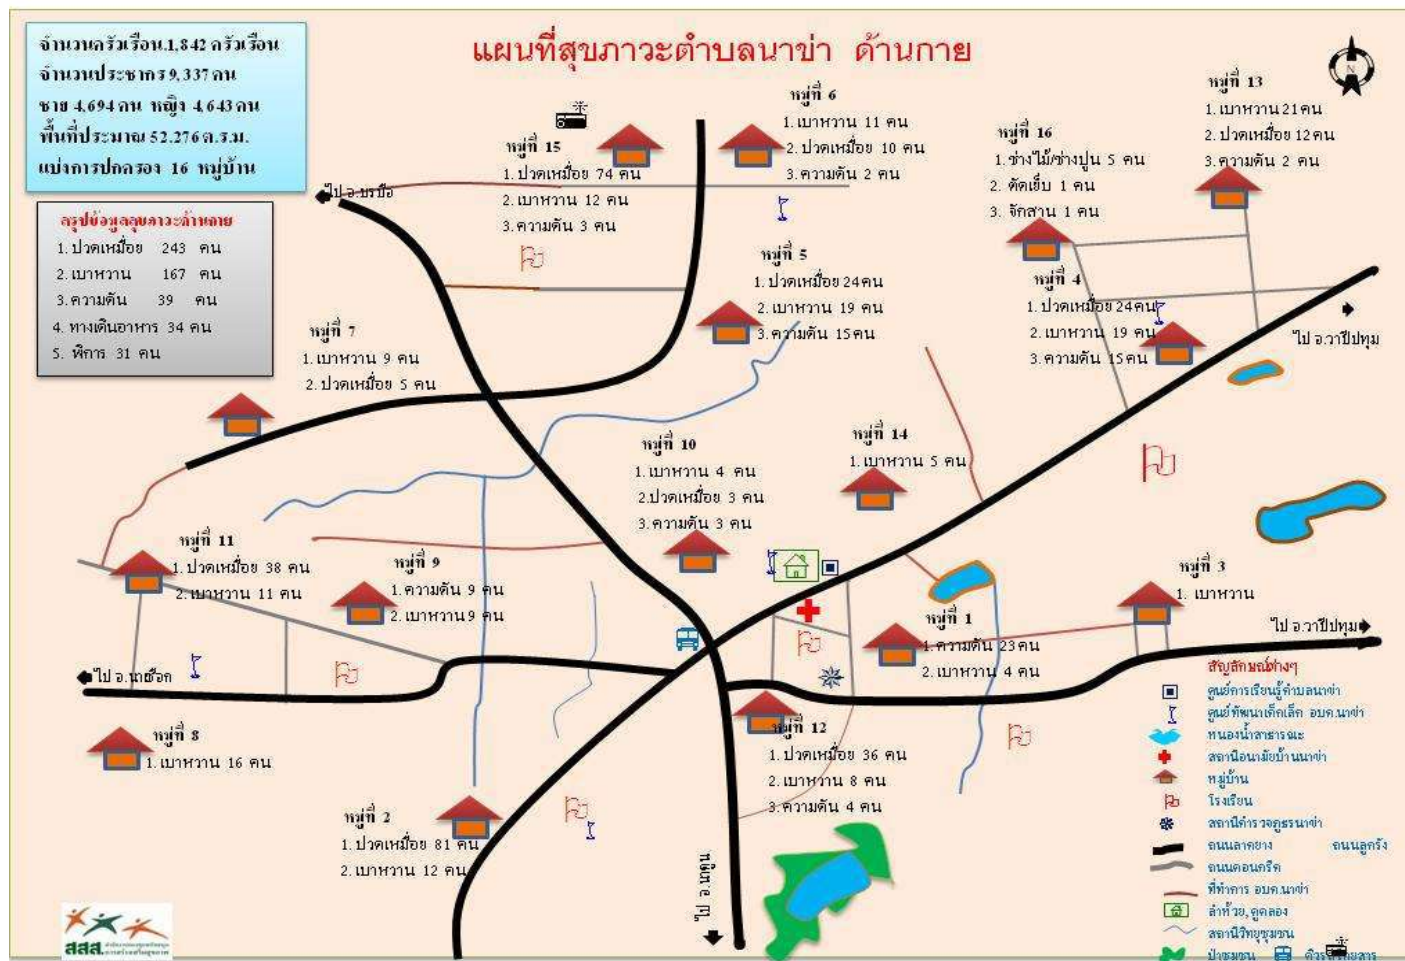 แผนที่สุขภาวะตำบลนาข่า ด้านกาย
จำนวนครัวเรือน.1,842 ครัวเรือน
จำนวนประชากร 9,337 คน
ชาย 4,694 คน หญิง 4,643 คน
พื้นที่ประมาณ 52.276 ต.ร.ม.
แบ่งการปกครอง 16 หมู่บ้าน
สรุปข้อมูลสุขภาวะด้านกาย
1. ปวดเหมื่อย 243 คน
2. เบาหวาน 167 คน
3. ความดัน 39 คน
4. ทางเดินอาหาร 34 คน
5. พิการ 31 คน
ไป อ.บรบือ
หมู่ที่ 15
1. ปวดเหมื่อย 74 คน
2. เบาหวาน 12 คน
3. ความดัน 3 คน
หมู่ที่ 6
1. เบาหวาน 11 คน
2. ปวดเหมื่อย 10 คน
3. ความดัน 2 คน
หมู่ที่ 16
1. ช่างไม้/ช่างปูน 5 คน
2. ตัดเย็บ 1 คน
3. จักสาน 1 คน
หมู่ที่ 13
1. เบาหวาน 21 คน
2. ปวดเหมื่อย 12 คน
3. ความดัน 2 คน
N
หมู่ที่ 5
1. ปวดเหมื่อย 24 คน
2. เบาหวาน 19 คน
3. ความดัน 15 คน
หมู่ที่ 4
1. ปวดเหมื่อย 24 คน
2. เบาหวาน 19 คน
3. ความดัน 15 คน
ไป อ.วาปีปทุม
หมู่ที่ 7
1. เบาหวาน 9 คน
2. ปวดเหมื่อย 5 คน
หมู่ที่ 10
1. เบาหวาน 4 คน
2. ปวดเหมื่อย 3 คน
3. ความดัน 3 คน
หมู่ที่ 14
1. เบาหวาน 5 คน
หมู่ที่ 11
1. ปวดเหมื่อย 38 คน
2. เบาหวาน 11 คน
หมู่ที่ 9
1. ความดัน 9 คน
2. เบาหวาน 9 คน
หมู่ที่ 3
1. เบาหวาน
หมู่ที่ 1
1. ความดัน 23 คน
2. เบาหวาน 4 คน
ไป อ.วาปีปทุม
ไป อ.นาเชือก
หมู่ที่ 8
1. เบาหวาน 16 คน
หมู่ที่ 12
1. ปวดเหมื่อย 36 คน
2. เบาหวาน 8 คน
3. ความดัน 4 คน
หมู่ที่ 2
1. ปวดเหมื่อย 81 คน
2. เบาหวาน 12 คน
ไป อ.นาดูน
สัญลักษณ์ต่างๆ
ศูนย์การเรียนรู้ตำบลนาข่า
ศูนย์พัฒนาเด็กเล็ก อบต.นาข่า
หนองน้ำสาธารณะ
สถานีอนามัยบ้านนาข่า
หมู่บ้าน
โรงเรียน
สถานีตำรวจภูธรนาข่า
ถนนลาดยาง ถนนลูกรัง
ถนนคอนกรีต
ที่ทำการ อบต.นาข่า
ลำห้วย,คูคลอง
สถานีวิทยุชุมชน
ป่าชุมชน
สสส.